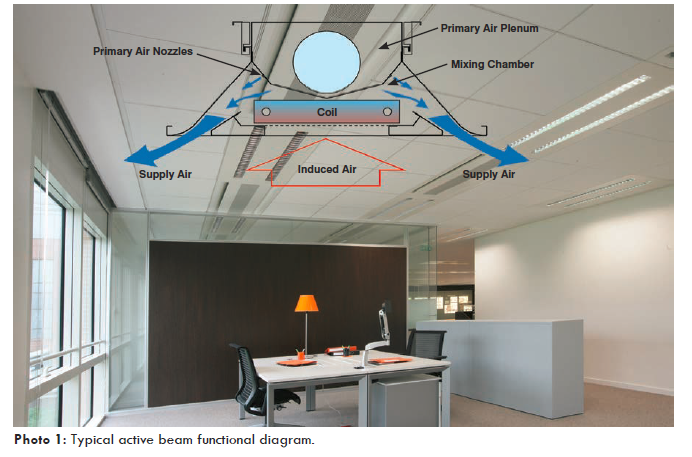 Primary Air Plenum
Primary Air Nozzles
Mixing Chamber
Coil
Supply Air
Induced Air
Supply Air
Photo 1: Typical active beam functional diagram.